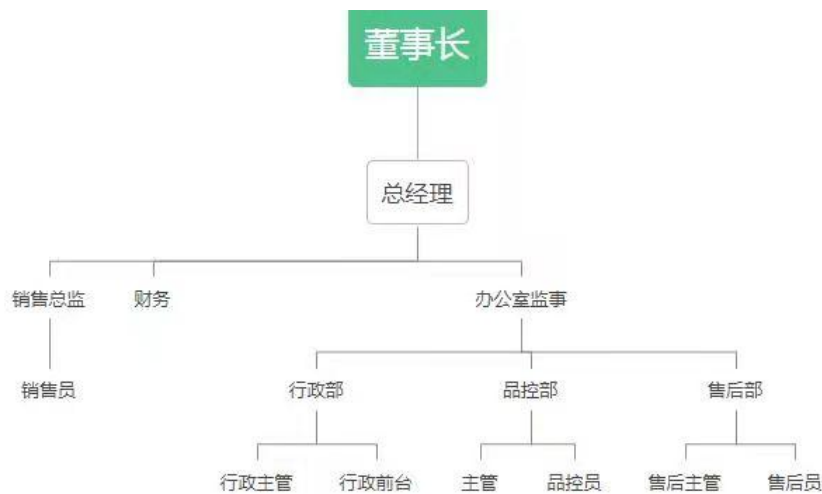 董事长
总经理
销售总监 财务 办公室监事
销售员 行政部 品控部 售后部
行政主管 行政前台 主管 品控员 售后主管 售后员